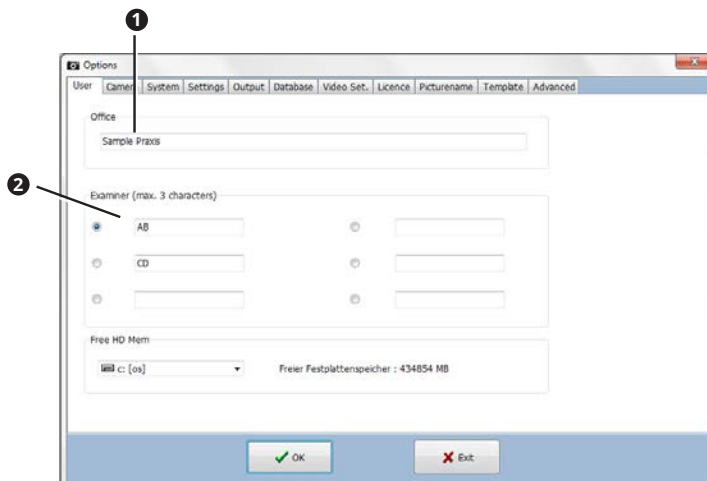 1
Options
User Camera System Settings Output Database Video Set. Licence Picturename Template Advanced
Office
Sample Praxis
2
Examiner (max. 3 characters)
AB
CD
Free HD Mem
c: [os] Freier Festplattenspeicher : 434854 MB
OK Exit